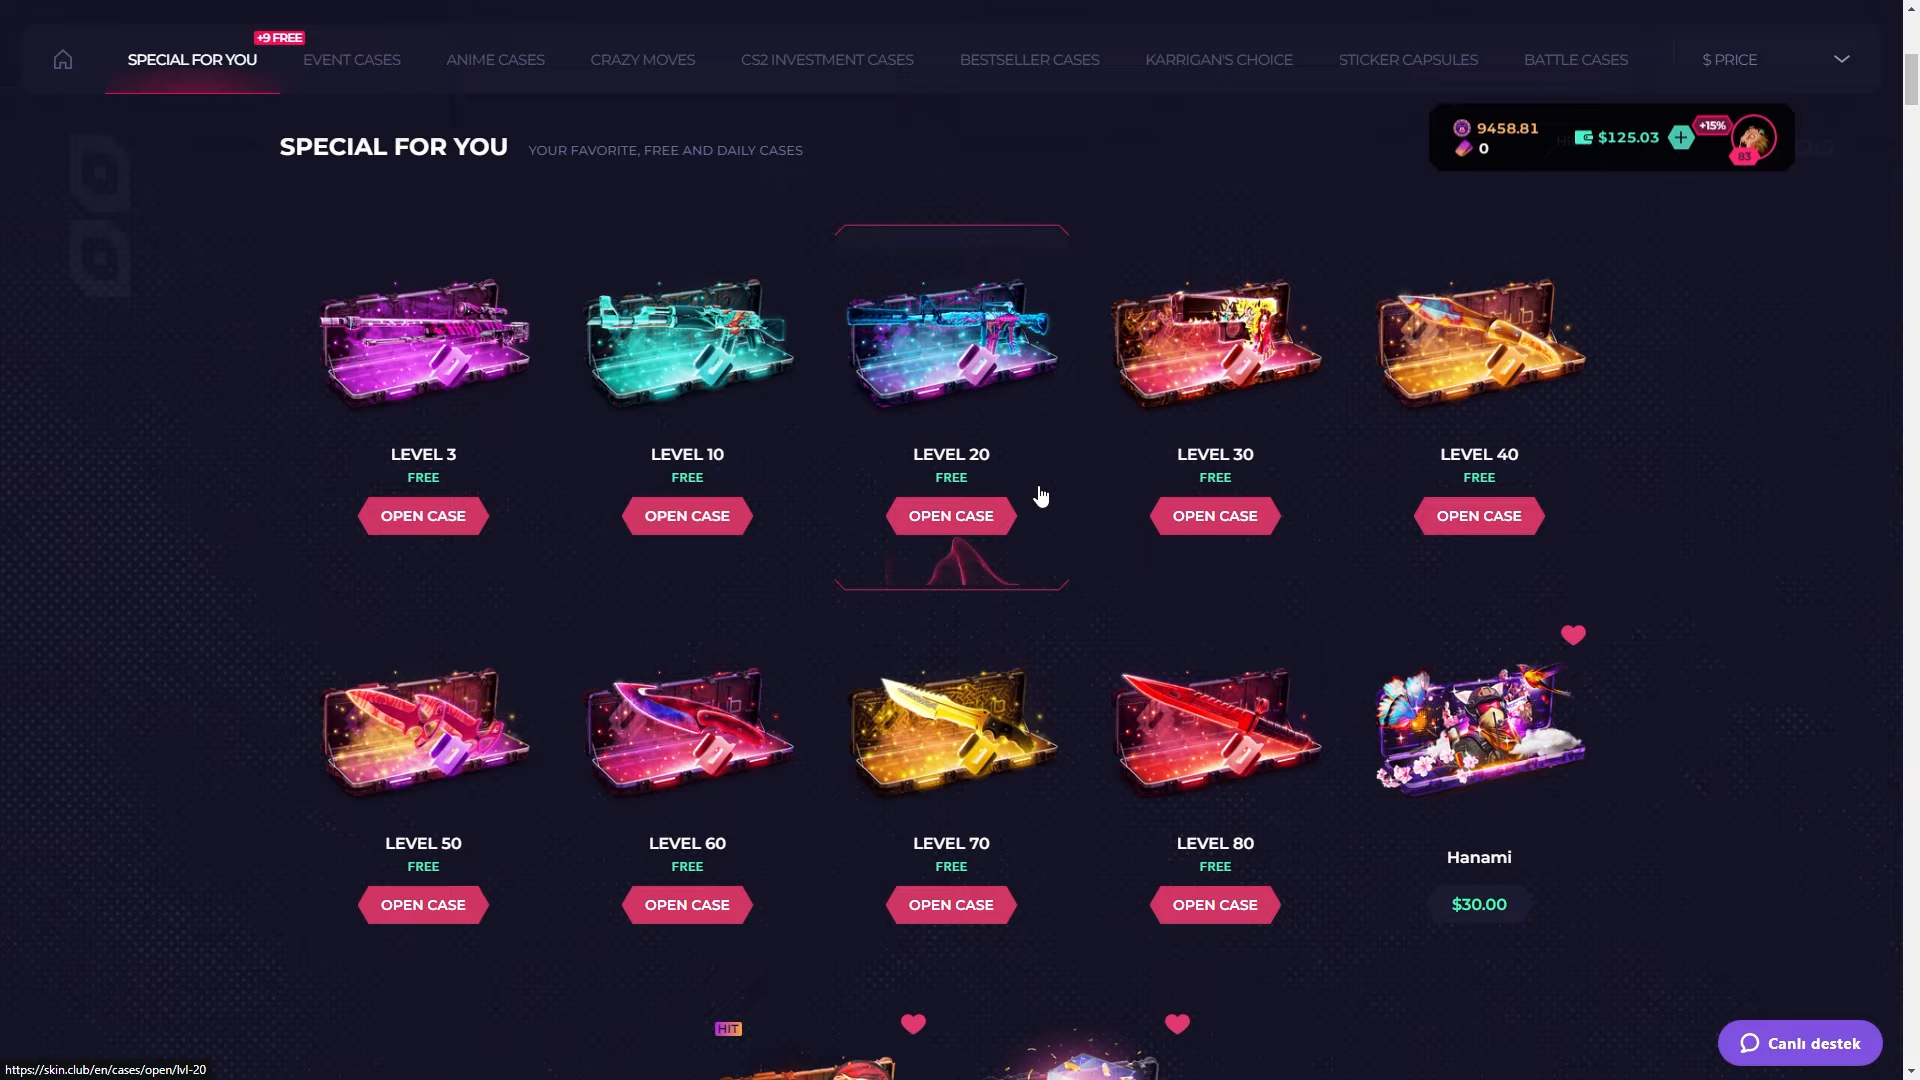 +9 FREE
SPECIAL FOR YOU
EVENT CASES
ANIME CASES
CRAZY MOVES
CS2 INVESTMENT CASES
BESTSELLER CASES
KARRIGAN'S CHOICE
STICKER CAPSULES
BATTLE CASES
$ PRICE
SPECIAL FOR YOU
YOUR FAVORITE, FREE AND DAILY CASES
9458.81
0
$125.03
+15%
83
LEVEL 3
FREE
OPEN CASE
LEVEL 10
FREE
OPEN CASE
LEVEL 20
FREE
OPEN CASE
LEVEL 30
FREE
OPEN CASE
LEVEL 40
FREE
OPEN CASE
LEVEL 50
FREE
OPEN CASE
LEVEL 60
FREE
OPEN CASE
LEVEL 70
FREE
OPEN CASE
LEVEL 80
FREE
OPEN CASE
Hanami
$30.00
HIT
Canlı destek
https://skin.club/en/cases/open/lvl-20